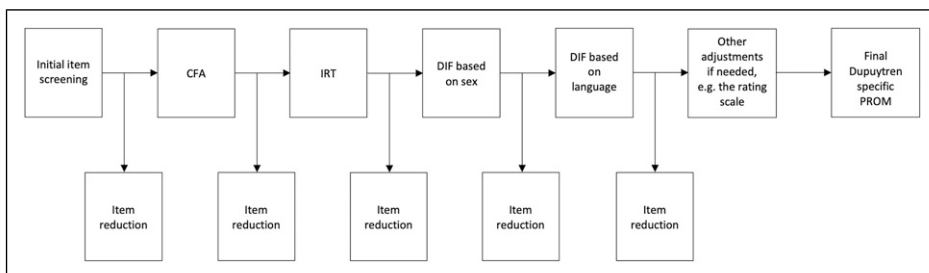 Initial item
screening
CFA
IRT
DIF based
on sex
DIF based
on
language
Other
adjustments
if needed,
e.g. the rating
scale
Final
Dupuytren
specific
PROM
Item
reduction
Item
reduction
Item
reduction
Item
reduction
Item
reduction